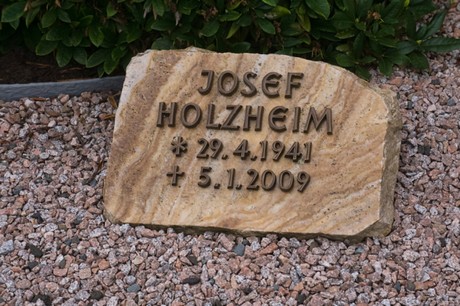 JOSEF
HOLZHEIM
* 29.4.1941
+ 5.1.2009